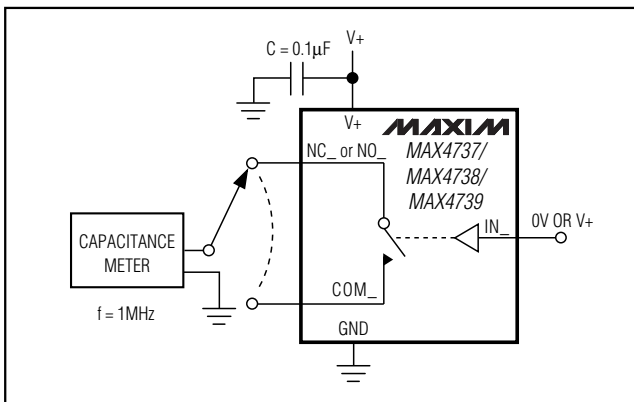 V+
C = 0.1µF
V+
MAXIM
NC_ or NO_
MAX4737/
MAX4738/
MAX4739
IN_
0V OR V+
CAPACITANCE
METER
COM_
f = 1MHz
GND